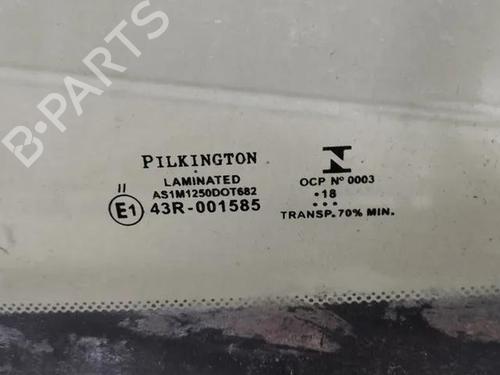 B-PARTS
PILKINGTON
LAMINATED
AS1M1250DOT682
II
E1 43R-001585
N
OCP Nº 0003
.18
...
TRANSP. 70% MIN.